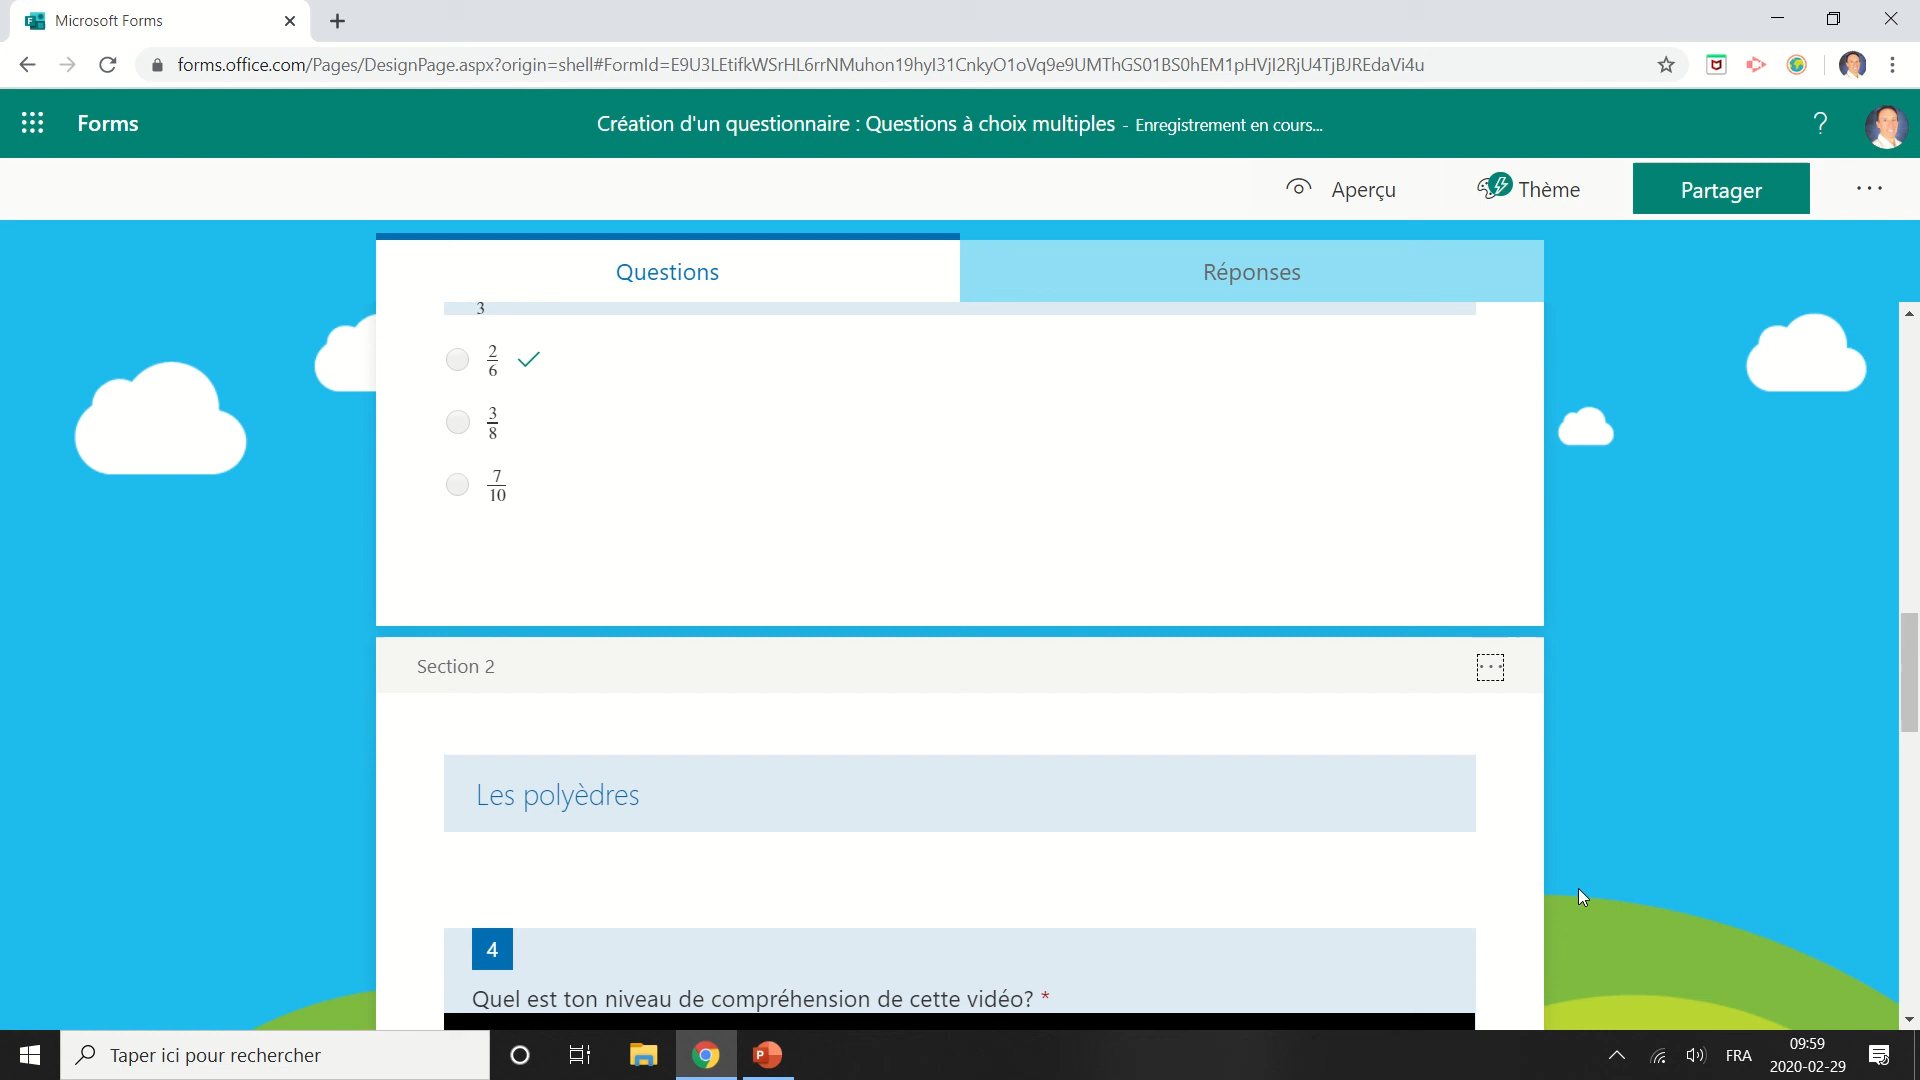 Microsoft Forms
forms.office.com/Pages/DesignPage.aspx?origin=shell#FormId=E9U3LEtifkWSrHL6rrNMuhon19hyl31CnkyO1oVq9e9UMThGS01BS0hEM1pHVjI2RjU4TjBJREdaVi4u
Forms
Création d'un questionnaire : Questions à choix multiples - Enregistrement en cours...
?
Aperçu
Thème
Partager
Questions
Réponses
3
2
6
3
8
7
10
Section 2
Les polyèdres
4
Quel est ton niveau de compréhension de cette vidéo? *
Taper ici pour rechercher
FRA
09:59
2020-02-29